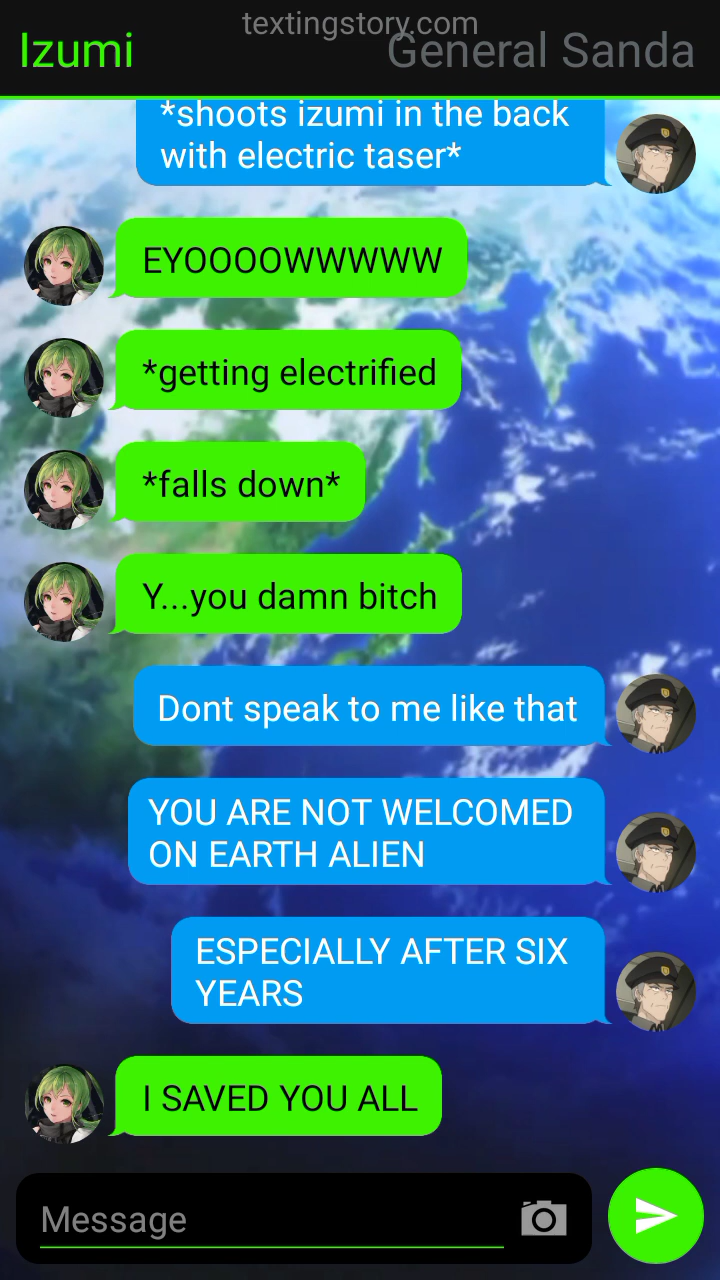 textingstory.com
Izumi
General Sanda
*shoots izumi in the back
with electric taser*
EYOOOOWWWWW
*getting electrified
*falls down*
Y...you damn bitch
Dont speak to me like that
YOU ARE NOT WELCOMED
ON EARTH ALIEN
ESPECIALLY AFTER SIX
YEARS
I SAVED YOU ALL
Message